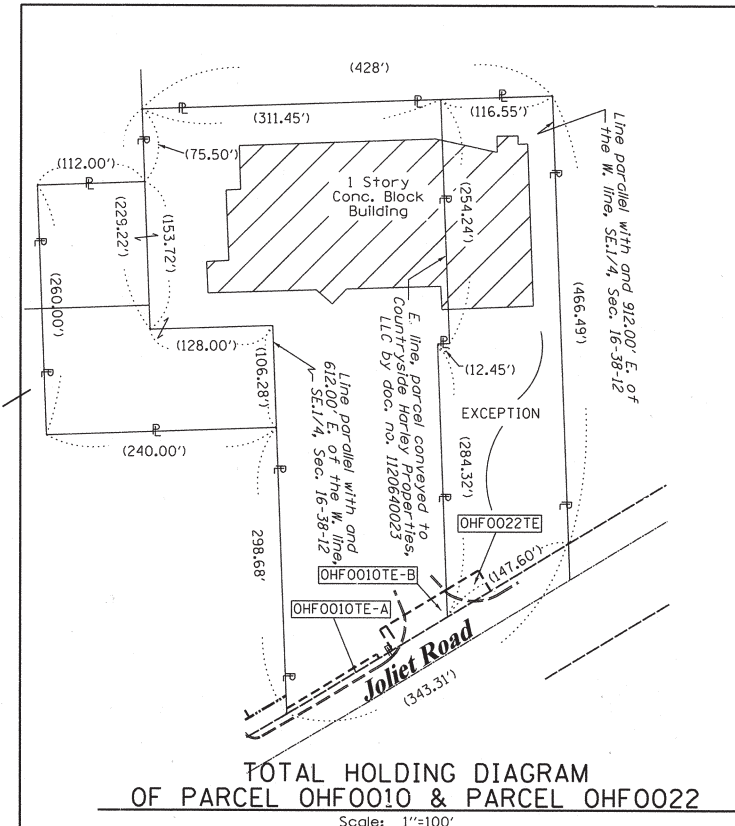 (428')
(311.45')
(116.55')
(75.50')
(112.00')
1 Story
Conc. Block
Building
(254.24')
Line parallel with and 912.00' E. of
the W. line, SE.1/4, Sec. 16-38-12
(229.22')
(153.72')
(260.00')
(466.49')
(128.00')
(106.28')
E. line, parcel conveyed to
Countryside Harley Properties,
LLC by doc. no. 1120640023
(12.45')
EXCEPTION
(240.00')
Line parallel with and
612.00' E. of the W. line,
SE.1/4, Sec. 16-38-12
(284.32')
298.68'
OHF0022TE
OHF0010TE-B
(147.60')
OHF0010TE-A
Joliet Road
(343.31')
TOTAL HOLDING DIAGRAM
OF PARCEL OHF0010 & PARCEL OHF0022
Scale: 1"=100'